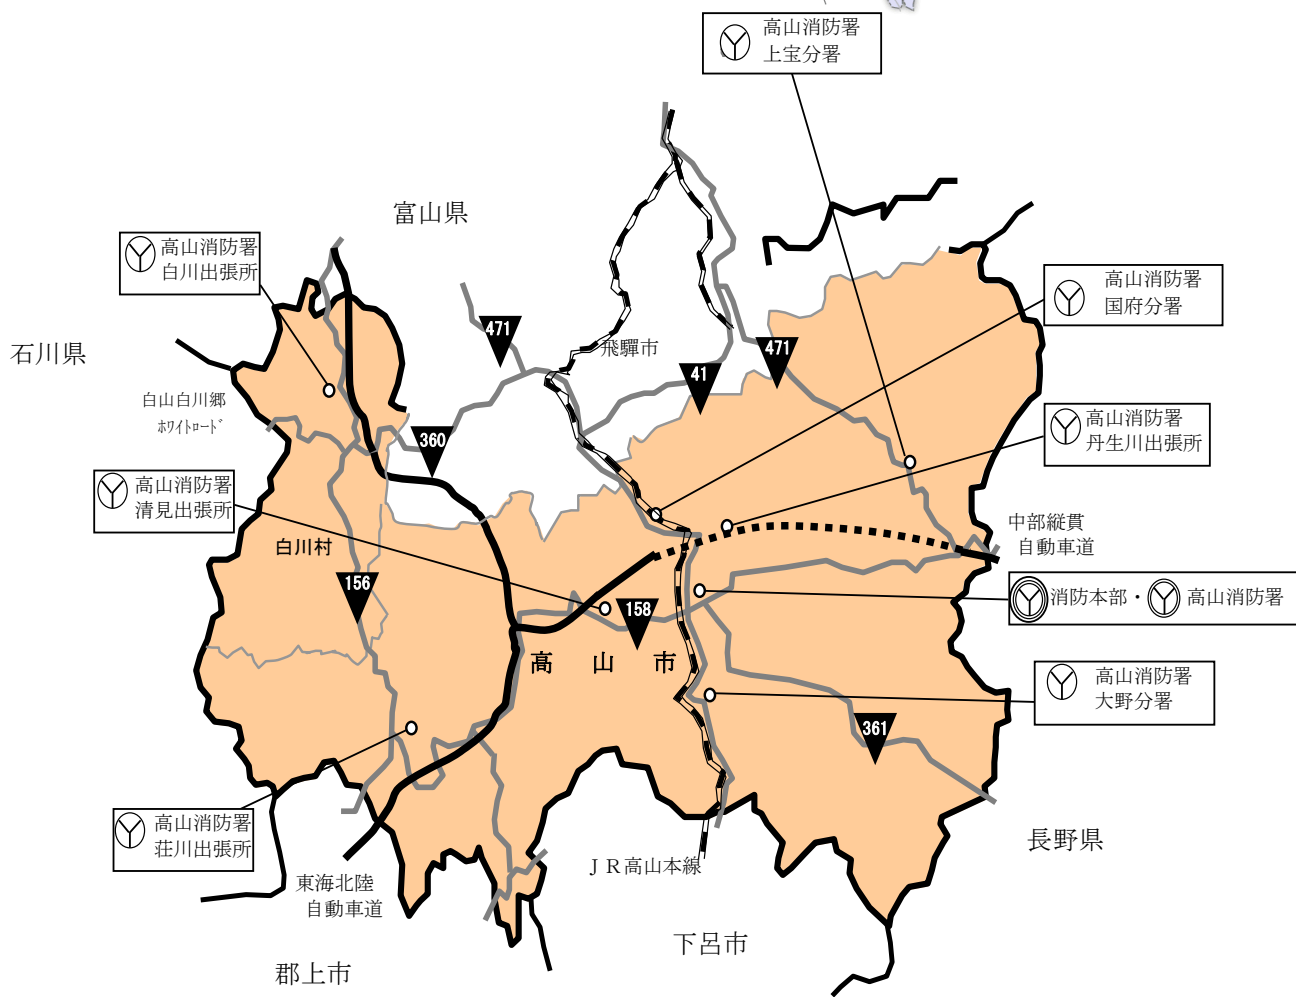 高山消防署
上宝分署
富山県
高山消防署
白川出張所
高山消防署
国府分署
石川県
471
飛驒市
471
41
白山白川郷
ﾎﾜｲﾄﾛｰﾄﾞ
360
高山消防署
丹生川出張所
高山消防署
清見出張所
中部縦貫
自動車道
白川村
156
158
消防本部・高山消防署
高 山 市
高山消防署
大野分署
361
高山消防署
荘川出張所
長野県
ＪＲ高山本線
東海北陸
自動車道
下呂市
郡上市